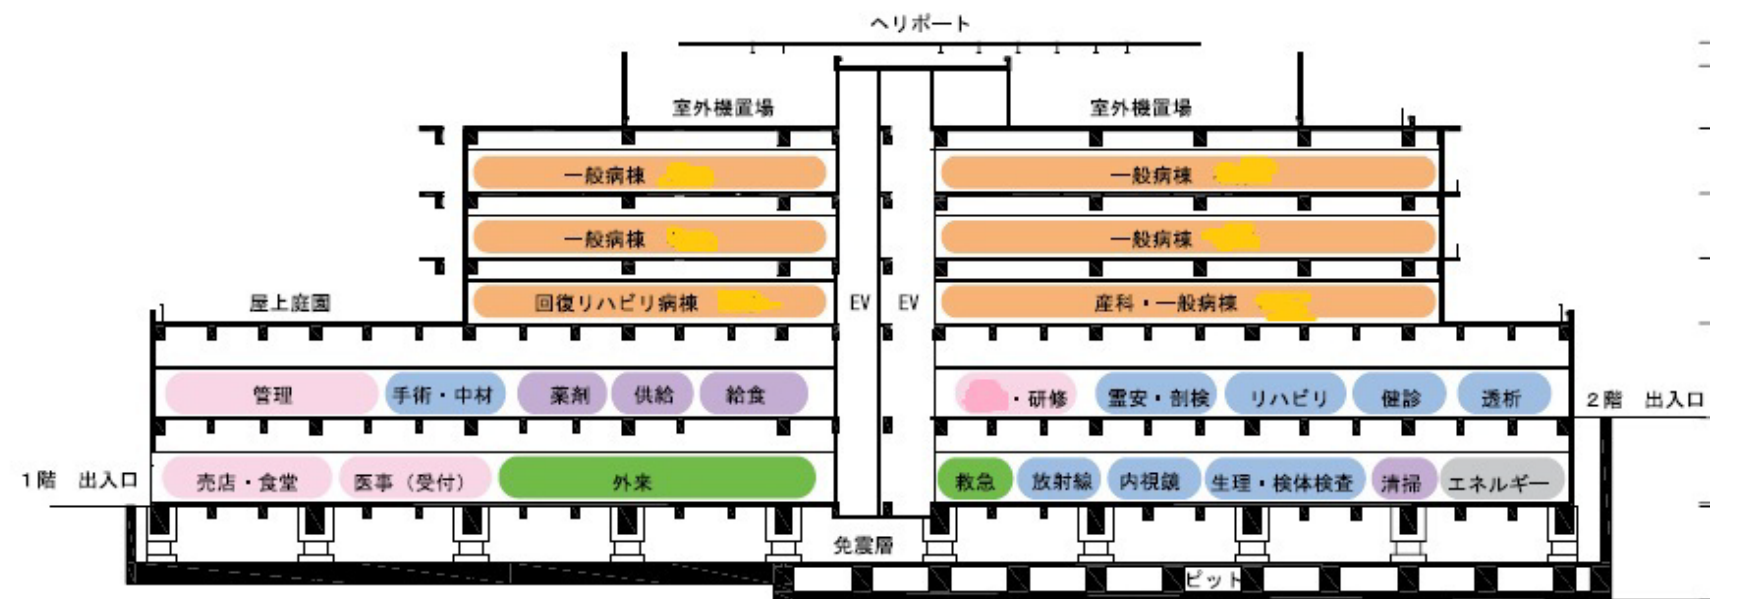 ヘリポート
室外機置場
室外機置場
一般病棟
一般病棟
一般病棟
一般病棟
回復リハビリ病棟
EV
EV
産科・一般病棟
屋上庭園
管理
手術・中材
薬剤
供給
給食
・研修
霊安・剖検
リハビリ
健診
透析
2階 出入口
1階 出入口
売店・食堂
医事(受付)
外来
救急
放射線
内視鏡
生理・検体検査
清掃
エネルギー
免震層
ピット